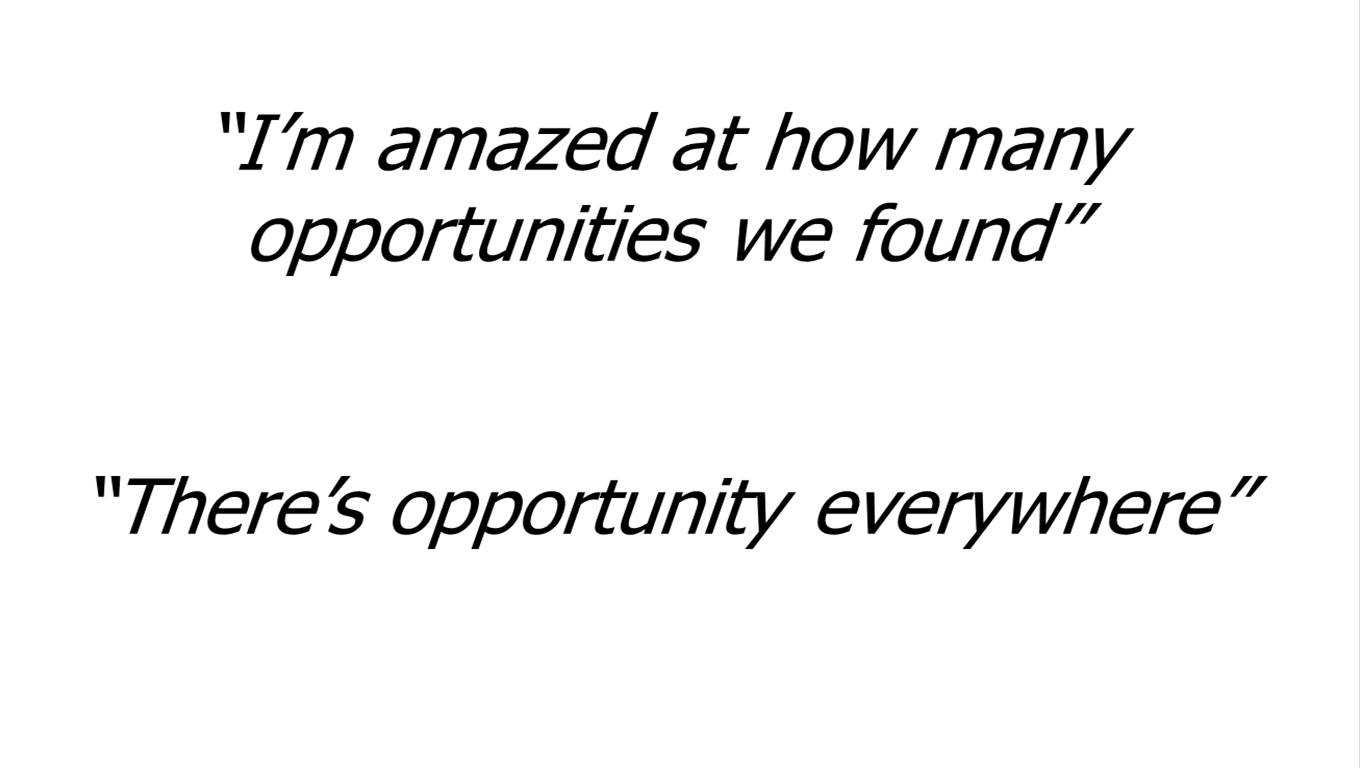 “I’m amazed at how many
opportunities we found”
“There’s opportunity everywhere”